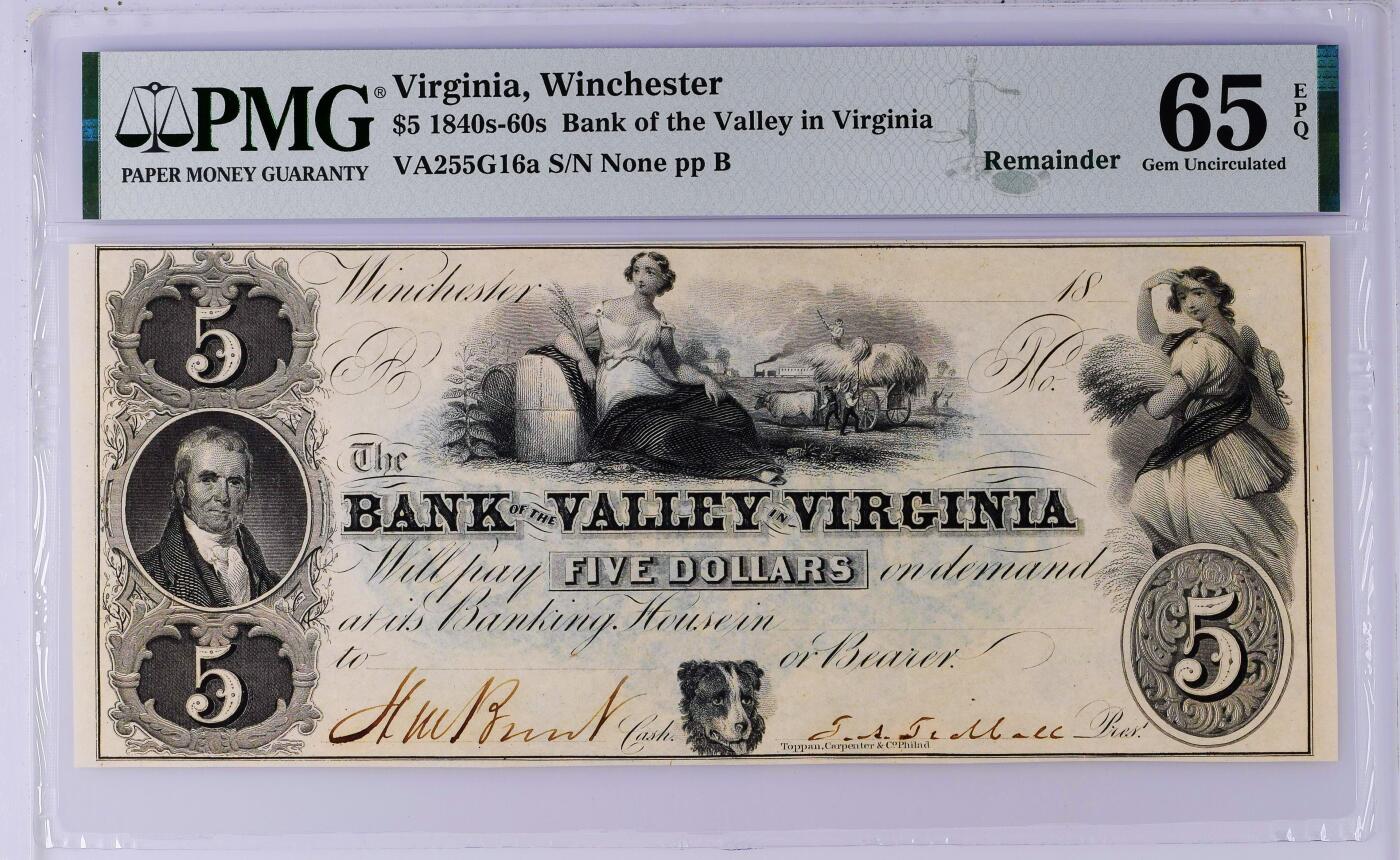 PMG®
PAPER MONEY GUARANTY
Virginia, Winchester
$5 1840s-60s Bank of the Valley in Virginia
VA255G16a S/N None pp B
Remainder
65
EPQ
Gem Uncirculated
5
Winchester 18
No.
The
BANK OF THE VALLEY IN VIRGINIA
Will pay FIVE DOLLARS on demand
at its Banking House in
to or Bearer.
5
5
Cash.
Pres.t
Toppan, Carpenter & Co Philad